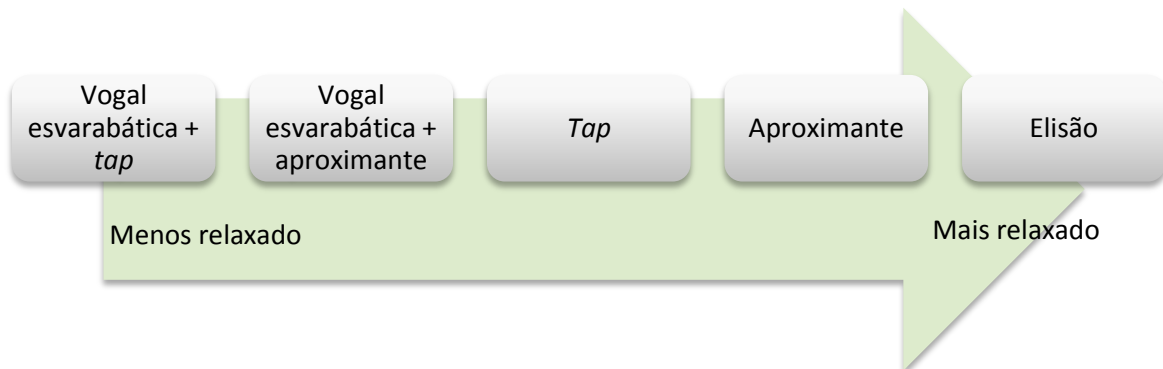 Vogal
esvarabática +
tap
Vogal
esvarabática +
aproximante
Tap
Aproximante
Elisão
Menos relaxado
Mais relaxado